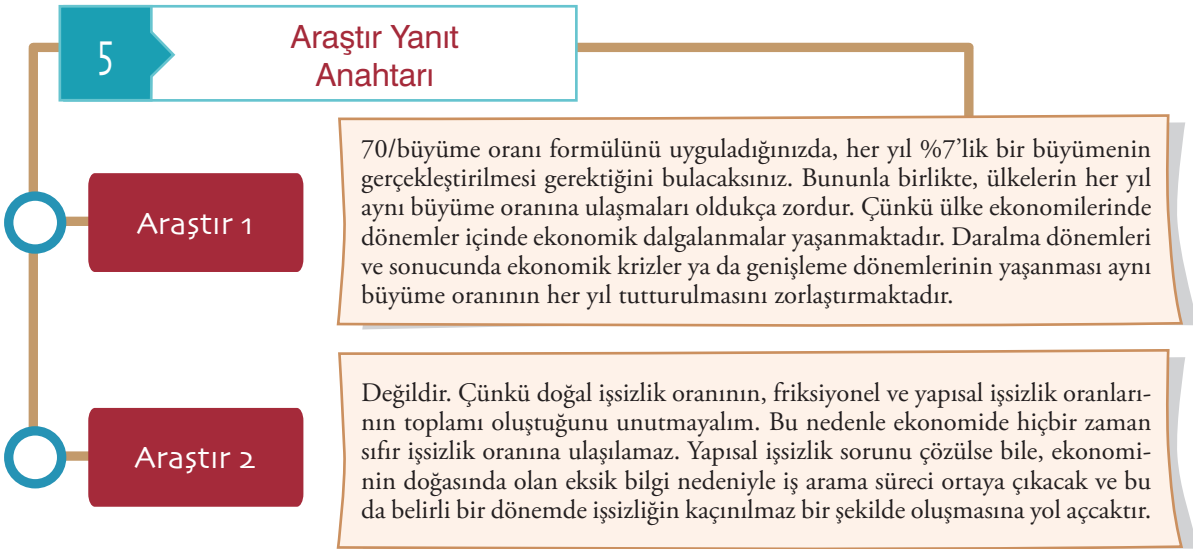 5
Araştır Yanıt
Anahtarı
Araştır 1
70/büyüme oranı formülünü uyguladığınızda, her yıl %7’lik bir büyümenin
gerçekleştirilmesi gerektiğini bulacaksınız. Bununla birlikte, ülkelerin her yıl
aynı büyüme oranına ulaşmaları oldukça zordur. Çünkü ülke ekonomilerinde
dönemler içinde ekonomik dalgalanmalar yaşanmaktadır. Daralma dönemleri
ve sonucunda ekonomik krizler ya da genişleme dönemlerinin yaşanması aynı
büyüme oranının her yıl tutturulmasını zorlaştırmaktadır.
Araştır 2
Değildir. Çünkü doğal işsizlik oranının, friksiyonel ve yapısal işsizlik oranları-
nın toplamı oluştuğunu unutmayalım. Bu nedenle ekonomide hiçbir zaman
sıfır işsizlik oranına ulaşılamaz. Yapısal işsizlik sorunu çözülse bile, ekonomi-
nin doğasında olan eksik bilgi nedeniyle iş arama süreci ortaya çıkacak ve bu
da belirli bir dönemde işsizliğin kaçınılmaz bir şekilde oluşmasına yol açcaktır.